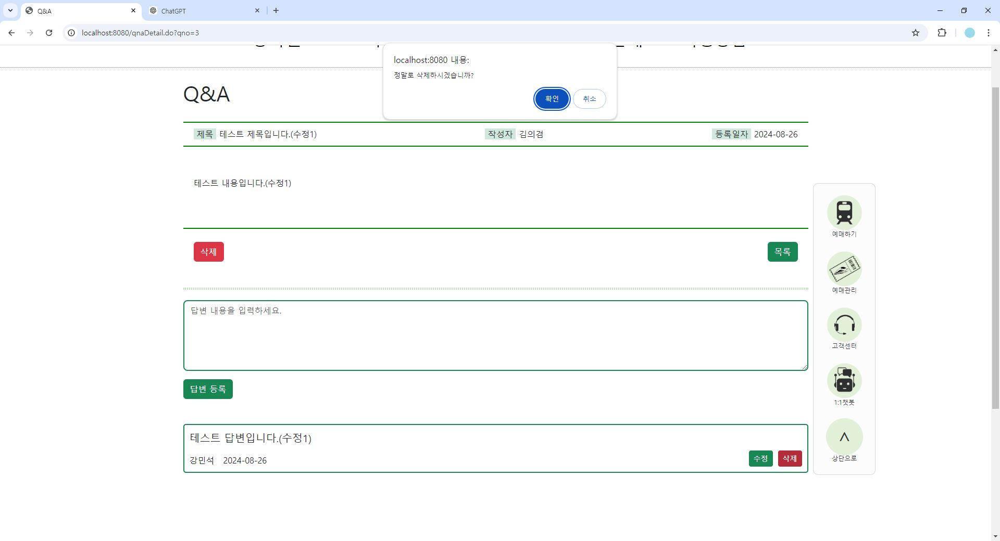 Q&A
ChatGPT
localhost:8080/qnaDetail.do?qno=3
localhost:8080 내용:
정말로 삭제하시겠습니까?
확인 취소
Q&A
제목 테스트 제목입니다.(수정1) 작성자 김의겸 등록일자 2024-08-26
테스트 내용입니다.(수정1)
삭제 목록
답변 내용을 입력하세요.
답변 등록
테스트 답변입니다.(수정1)
강민석 2024-08-26 수정 삭제
예매하기
예매관리
고객센터
1:1챗봇
^
상단으로